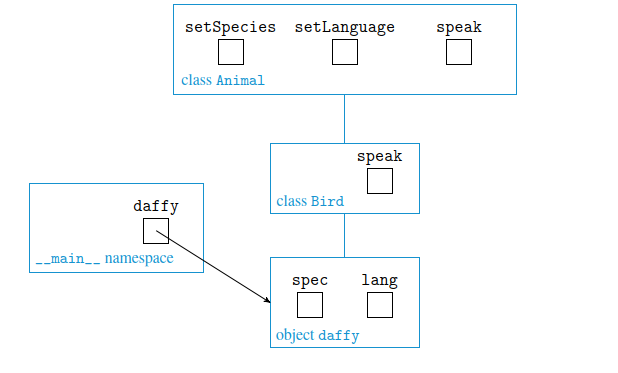 setSpecies setLanguage speak
class Animal
speak
class Bird
daffy
__main__ namespace
spec lang
object daffy